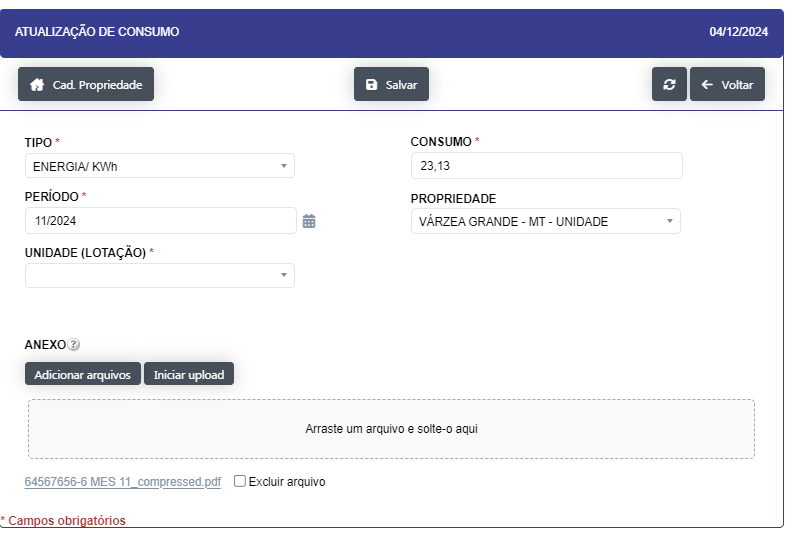 ATUALIZAÇÃO DE CONSUMO 04/12/2024
Cad. Propriedade Salvar Voltar
TIPO * CONSUMO *
ENERGIA/ KWh 23,13
PERÍODO * PROPRIEDADE
11/2024 VÁRZEA GRANDE - MT - UNIDADE
UNIDADE (LOTAÇÃO) *
ANEXO ?
Adicionar arquivos Iniciar upload
Arraste um arquivo e solte-o aqui
64567656-6 MES 11_compressed.pdf Excluir arquivo
* Campos obrigatórios